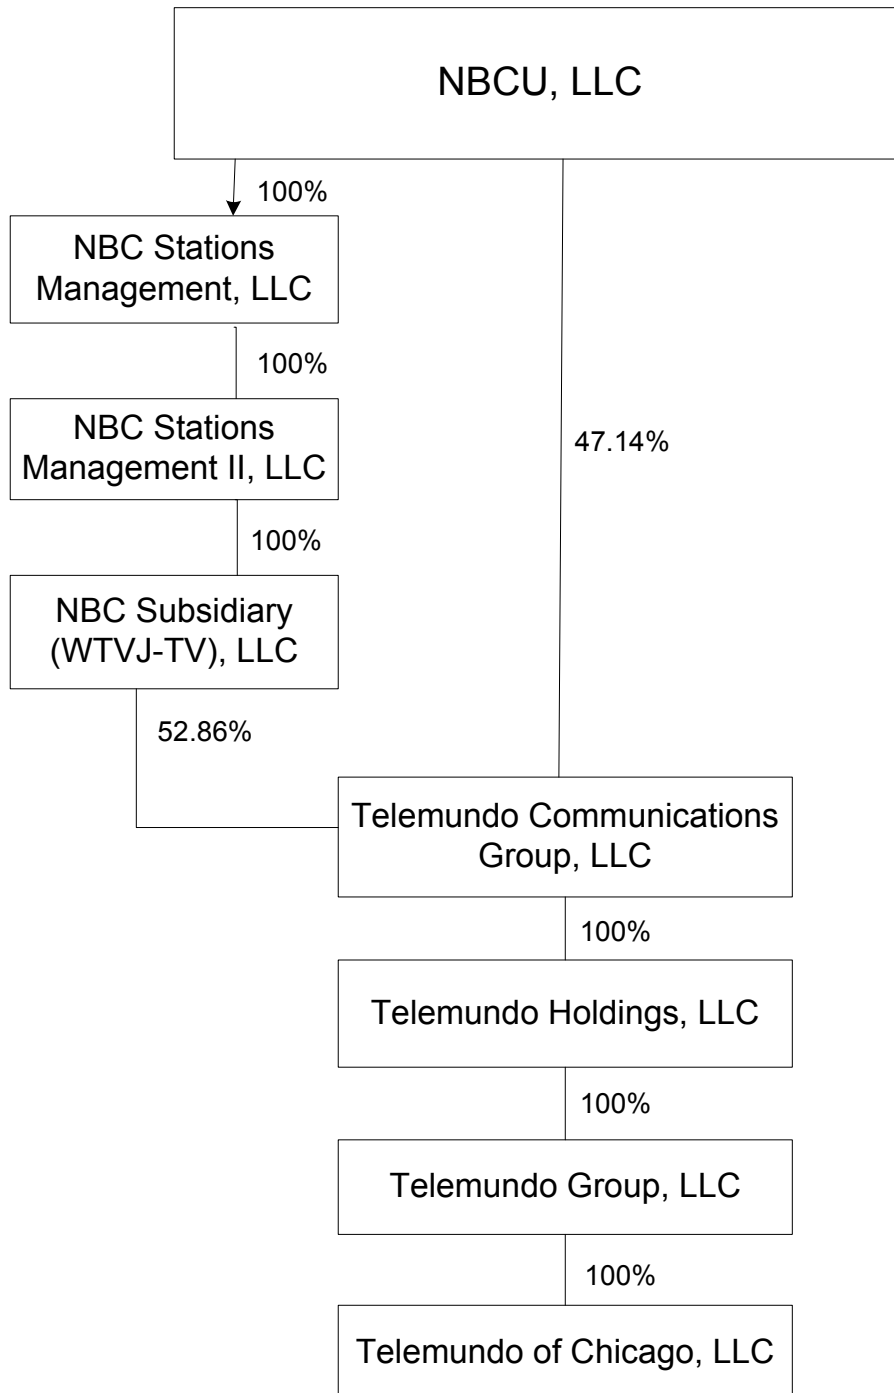 NBCU, LLC
100%
NBC Stations
Management, LLC
100%
NBC Stations
Management II, LLC
47.14%
100%
NBC Subsidiary
(WTVJ-TV), LLC
52.86%
Telemundo Communications
Group, LLC
100%
Telemundo Holdings, LLC
100%
Telemundo Group, LLC
100%
Telemundo of Chicago, LLC